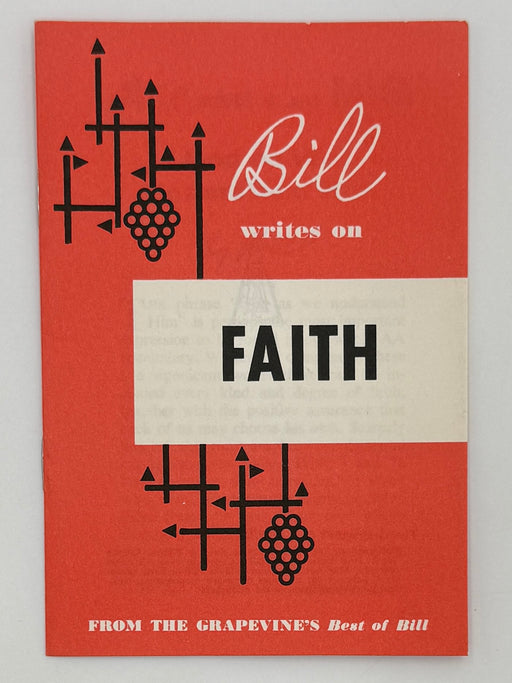 Bill
writes on
FAITH
FROM THE GRAPEVINE'S Best of Bill